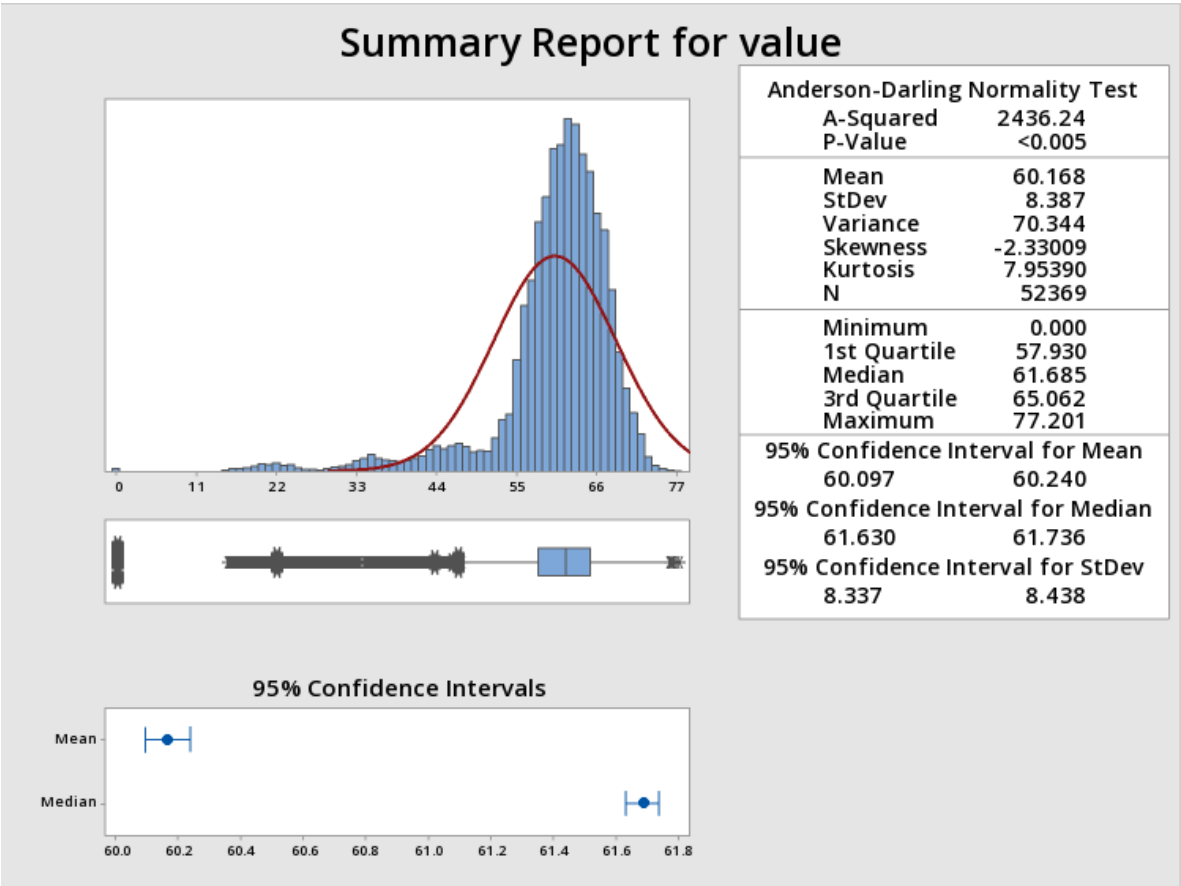 Summary Report for value
0 11 22 33 44 55 66 77
Anderson-Darling Normality Test
A-Squared 2436.24
P-Value <0.005
Mean 60.168
StDev 8.387
Variance 70.344
Skewness -2.33009
Kurtosis 7.95390
N 52369
Minimum 0.000
1st Quartile 57.930
Median 61.685
3rd Quartile 65.062
Maximum 77.201
95% Confidence Interval for Mean
60.097 60.240
95% Confidence Interval for Median
61.630 61.736
95% Confidence Interval for StDev
8.337 8.438
95% Confidence Intervals
Mean
Median
60.0 60.2 60.4 60.6 60.8 61.0 61.2 61.4 61.6 61.8